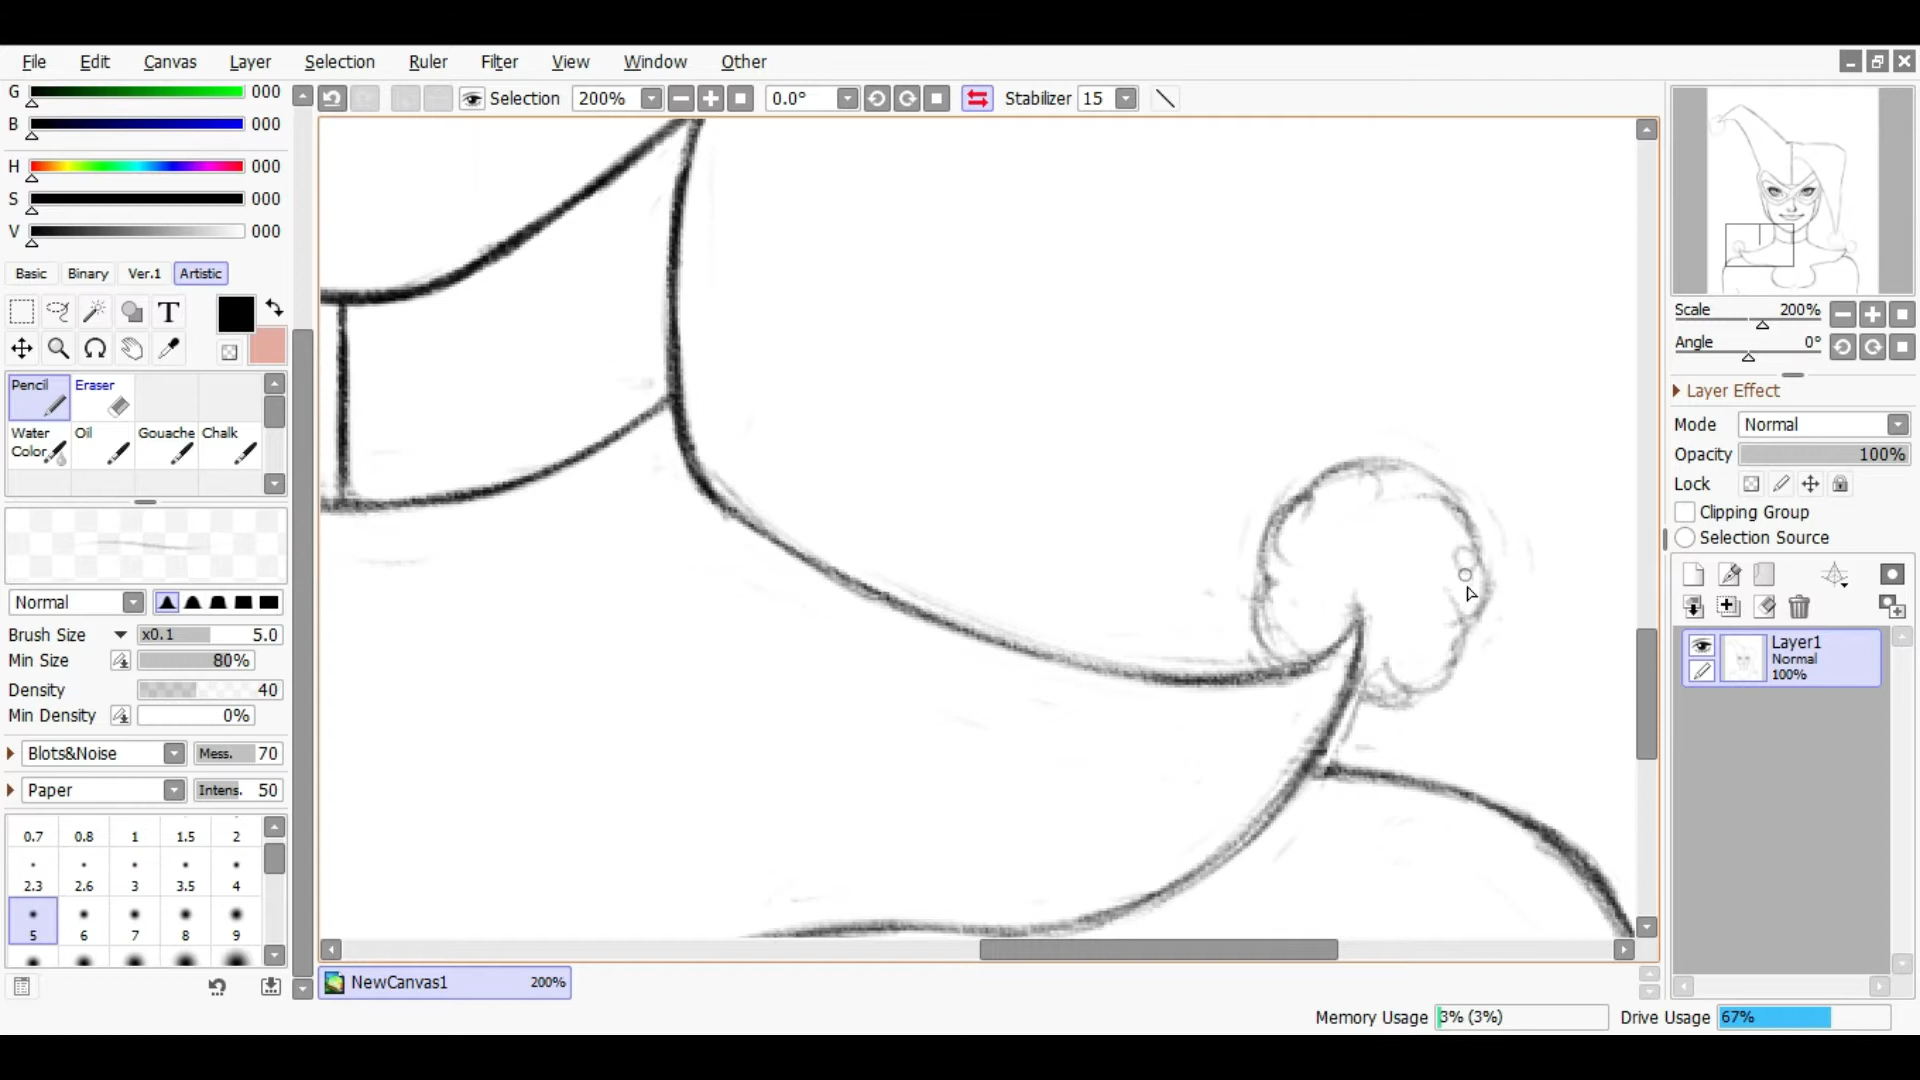 File Edit Canvas Layer Selection Ruler Filter View Window Other
G 000
Selection 200% 0.0° Stabilizer 15
B 000
H 000
S 000
V 000
Basic Binary Ver.1 Artistic
T
Pencil Eraser
Water Color Oil Gouache Chalk
Normal
Brush Size x0.1 5.0
Min Size 80%
Density 40
Min Density 0%
Blots&Noise Mess. 70
Paper Intens. 50
0.7 0.8 1 1.5 2
2.3 2.6 3 3.5 4
5 6 7 8 9
NewCanvas1 200%
Scale 200%
Angle 0°
Layer Effect
Mode Normal
Opacity 100%
Lock
Clipping Group
Selection Source
Layer1
Normal
100%
Memory Usage 3% (3%) Drive Usage 67%